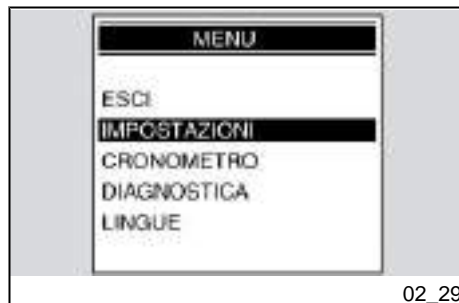 MENU
ESCI
IMPOSTAZIONI
CRONOMETRO
DIAGNOSTICA
LINGUE
02_29